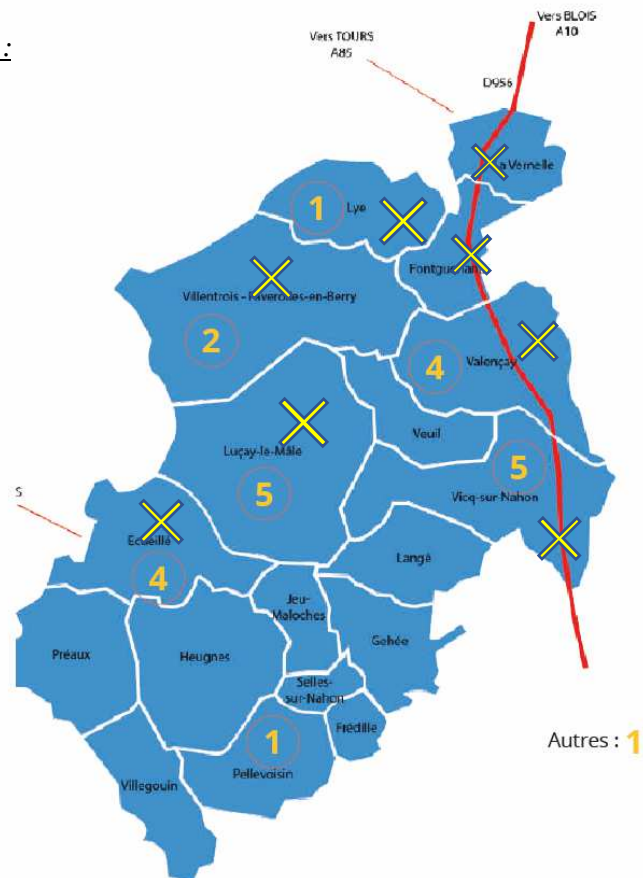 :
Vers BLOIS
A10
Vers TOURS
A85
D956
a Vernelle
1 Lye
Fontguenand
Villentrois - Faverolles-en-Berry
2
4 Valençay
Veuil
Luçay-le-Mâle
5
5
Vicq-sur-Nahon
S
Ecueillé
4
Langé
Jeu-
Maloches
Préaux
Heugnes
Gehée
Selles-
sur-Nahon
Frédille
1
Pellevoisin
Villegouin
Autres : 1